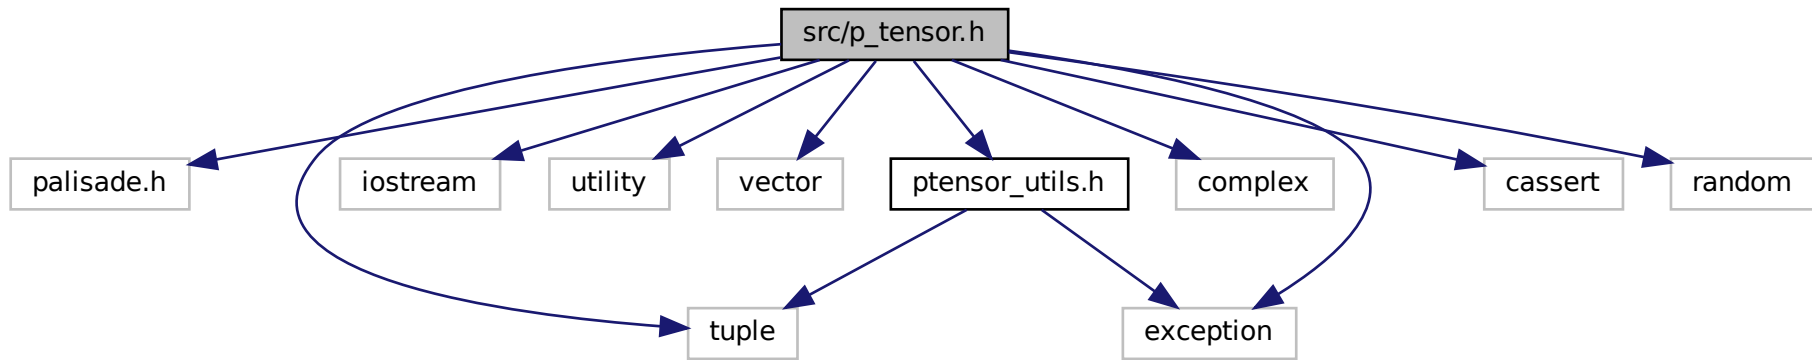 src/p_tensor.h
palisade.h
iostream
utility
vector
ptensor_utils.h
complex
cassert
random
tuple
exception